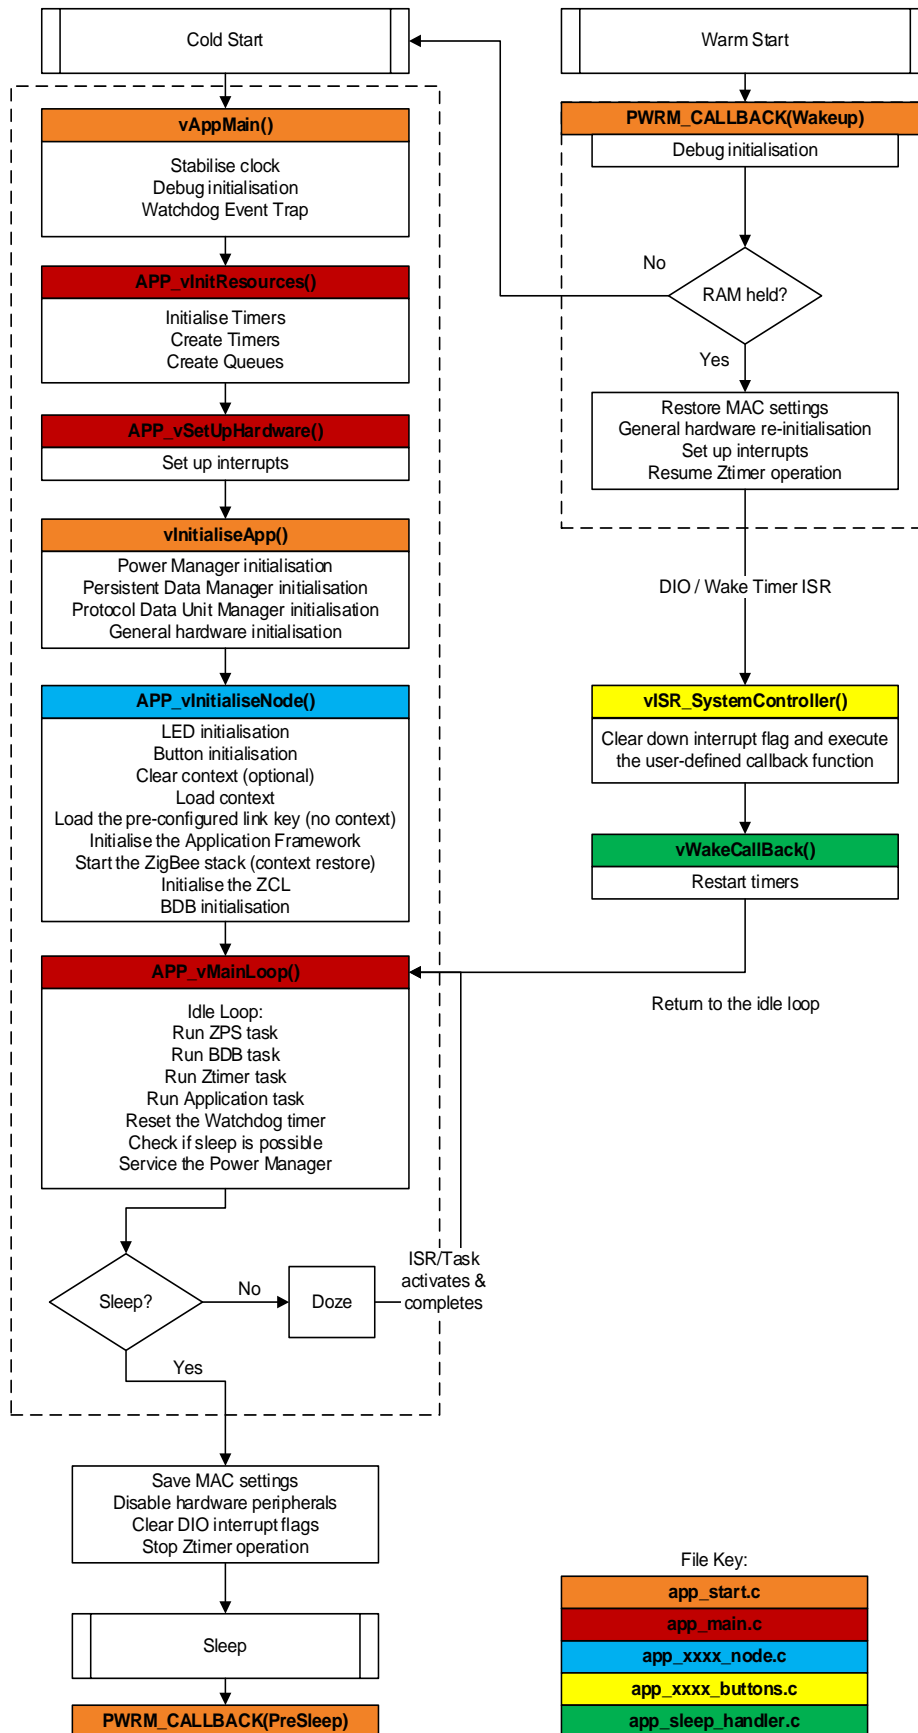 Cold Start
vAppMain()
Stabilise clock
Debug initialisation
Watchdog Event Trap
APP_vInitResources()
Initialise Timers
Create Timers
Create Queues
APP_vSetUpHardware()
Set up interrupts
vInitialiseApp()
Power Manager initialisation
Persistent Data Manager initialisation
Protocol Data Unit Manager initialisation
General hardware initialisation
APP_vInitialiseNode()
LED initialisation
Button initialisation
Clear context (optional)
Load context
Load the pre-configured link key (no context)
Initialise the Application Framework
Start the ZigBee stack (context restore)
Initialise the ZCL
BDB initialisation
APP_vMainLoop()
Idle Loop:
Run ZPS task
Run BDB task
Run Ztimer task
Run Application task
Reset the Watchdog timer
Check if sleep is possible
Service the Power Manager
Sleep?
No
Doze
ISR/Task
activates &
completes
Yes
Save MAC settings
Disable hardware peripherals
Clear DIO interrupt flags
Stop Ztimer operation
Sleep
PWRM_CALLBACK(PreSleep)
Warm Start
PWRM_CALLBACK(Wakeup)
Debug initialisation
No
RAM held?
Yes
Restore MAC settings
General hardware re-initialisation
Set up interrupts
Resume Ztimer operation
DIO / Wake Timer ISR
vISR_SystemController()
Clear down interrupt flag and execute
the user-defined callback function
vWakeCallBack()
Restart timers
Return to the idle loop
File Key:
app_start.c
app_main.c
app_xxxx_node.c
app_xxxx_buttons.c
app_sleep_handler.c